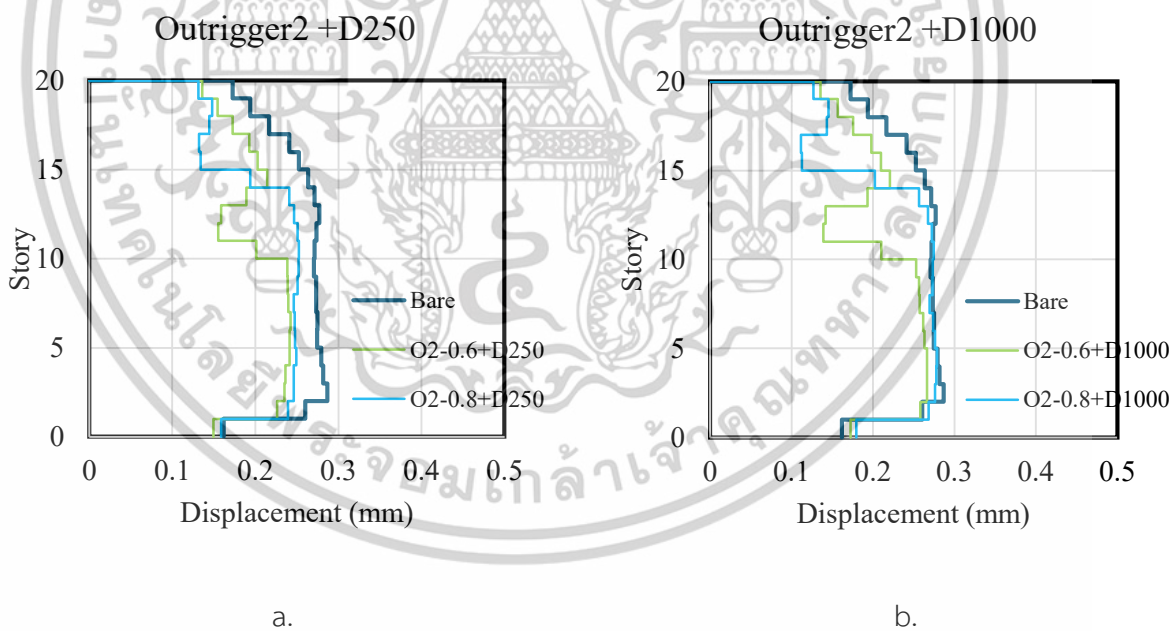 Outrigger2 +D250
20
15
10
5
0
Story
Bare
O2-0.6+D250
O2-0.8+D250
0 0.1 0.2 0.3 0.4 0.5
Displacement (mm)
a.
Outrigger2 +D1000
20
15
10
5
0
Story
Bare
O2-0.6+D1000
O2-0.8+D1000
0 0.1 0.2 0.3 0.4 0.5
Displacement (mm)
b.